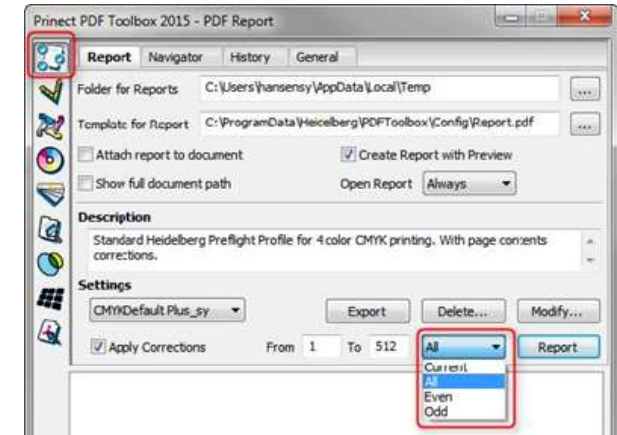 Prinect PDF Toolbox 2015 - PDF Report
Report Navigator History General
Folder for Reports C:\Users\hansensy\AppData\Local\Temp ...
Template for Report C:\ProgramData\Heidelberg\PDFToolbox\Config\Report.pdf ...
Attach report to document Create Report with Preview
Show full document path Open Report Always
Description
Standard Heidelberg Preflight Profile for 4 color CMYK printing. With page contents
corrections.
Settings
CMYKDefault Plus_sy Export Delete... Modify...
Apply Corrections From 1 To 512 All Report
Current
All
Even
Odd